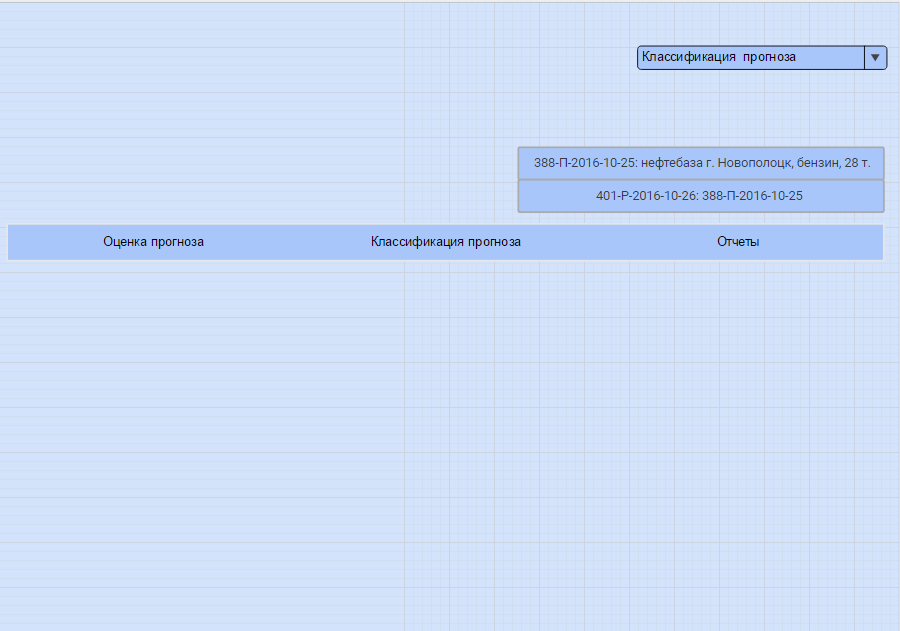 Классификация прогноза
388-П-2016-10-25: нефтебаза г. Новополоцк, бензин, 28 т.
401-Р-2016-10-26: 388-П-2016-10-25
Оценка прогноза Классификация прогноза Отчеты